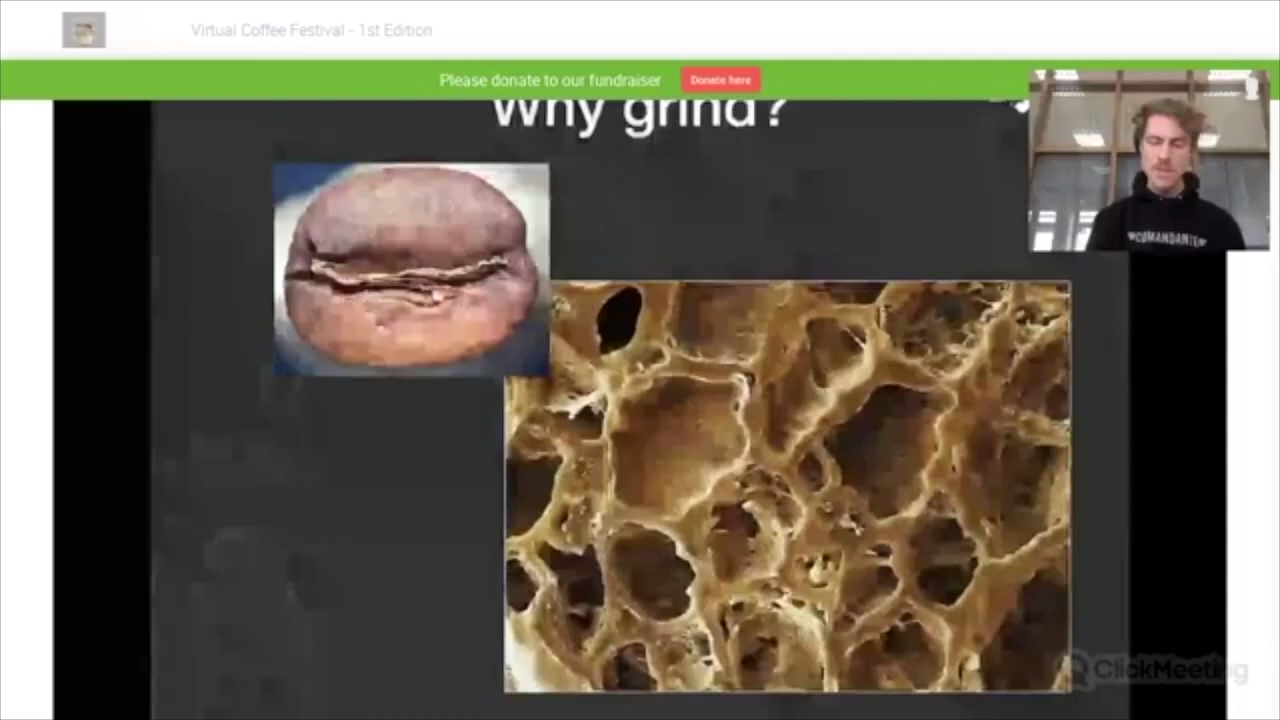 Virtual Coffee Festival - 1st Edition
Please donate to our fundraiser
Donate here
Why grind?
COMANDANTE
ClickMeeting